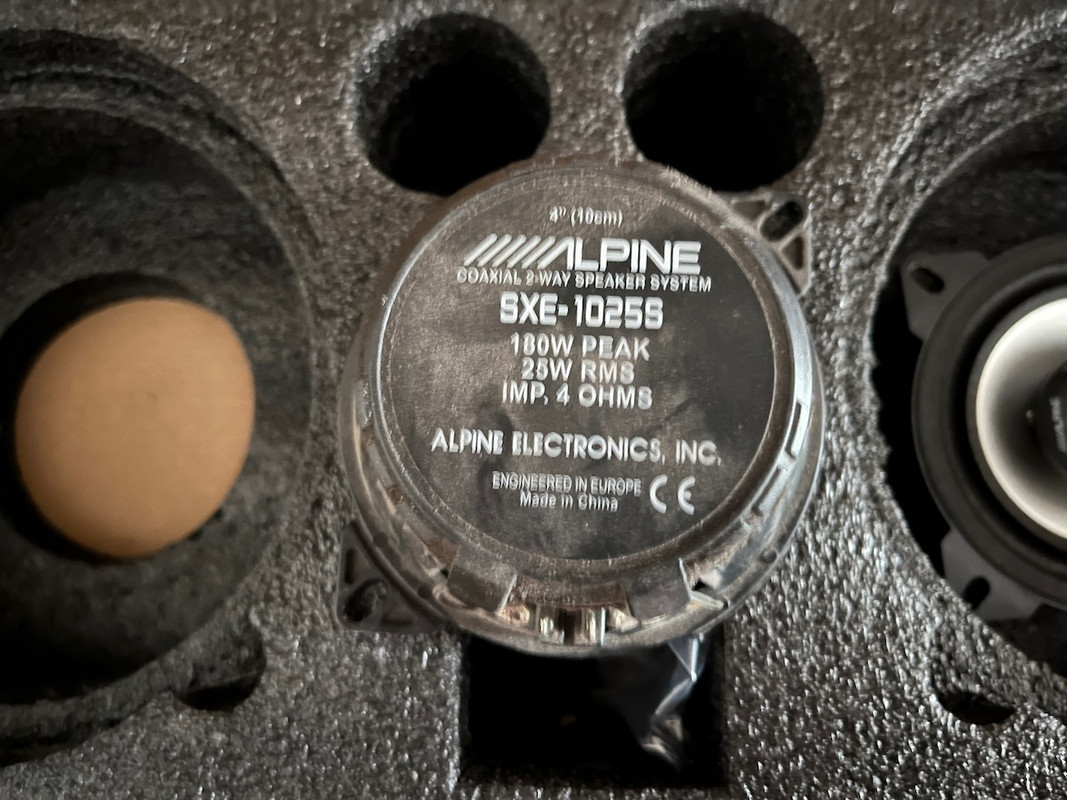 4" (10cm)
ALPINE
COAXIAL 2-WAY SPEAKER SYSTEM
SXE-1025S
180W PEAK
25W RMS
IMP. 4 OHMS
ALPINE ELECTRONICS, INC.
ENGINEERED IN EUROPE CE
Made in China